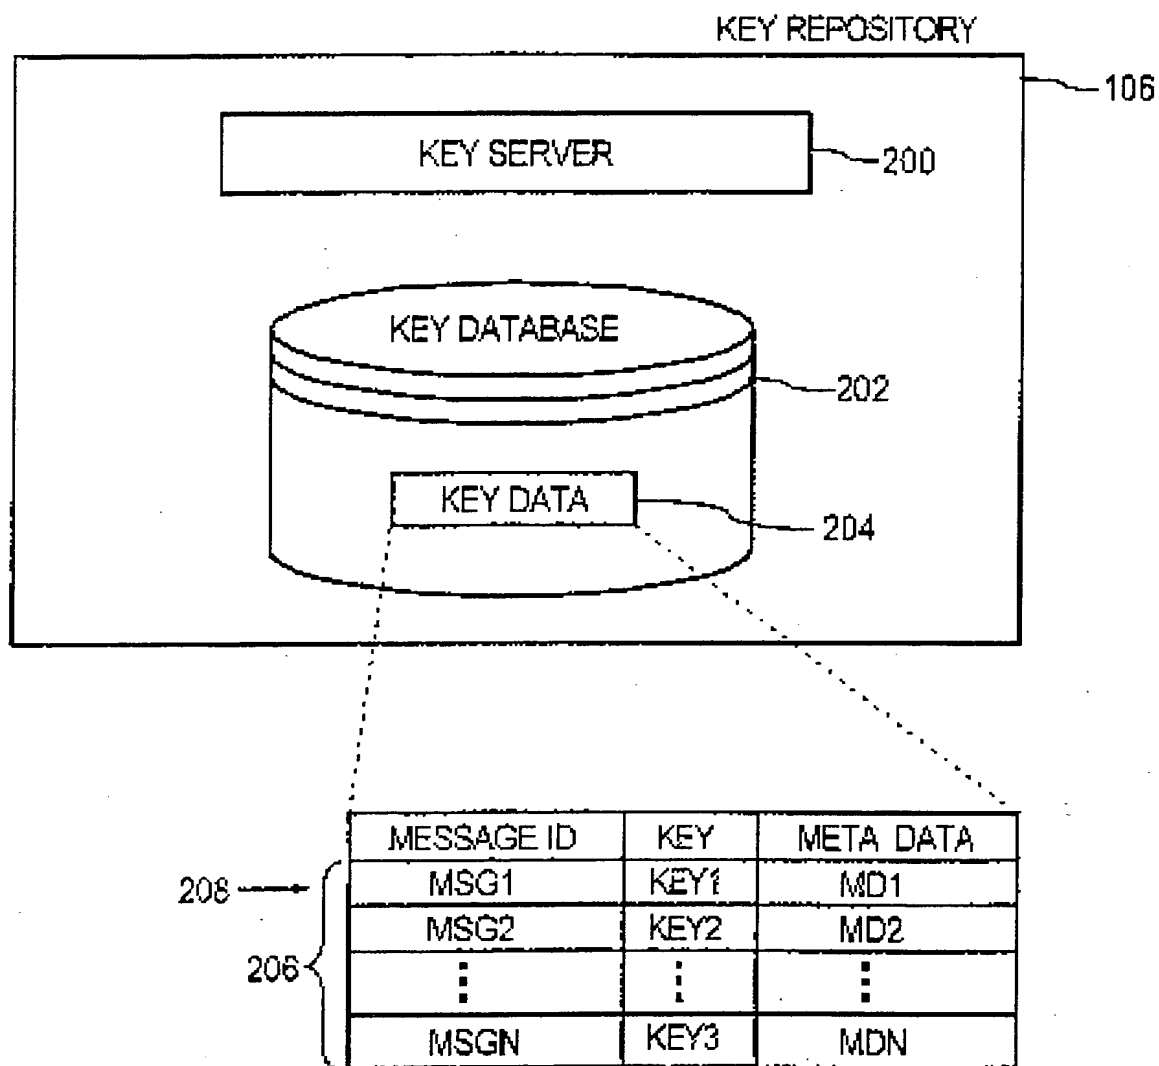 KEY REPOSITORY
106
KEY SERVER
200
KEY DATABASE
202
KEY DATA
204
MESSAGE ID KEY META DATA
208 MSG1 KEY1 MD1
MSG2 KEY2 MD2
206
MSGN KEY3 MDN